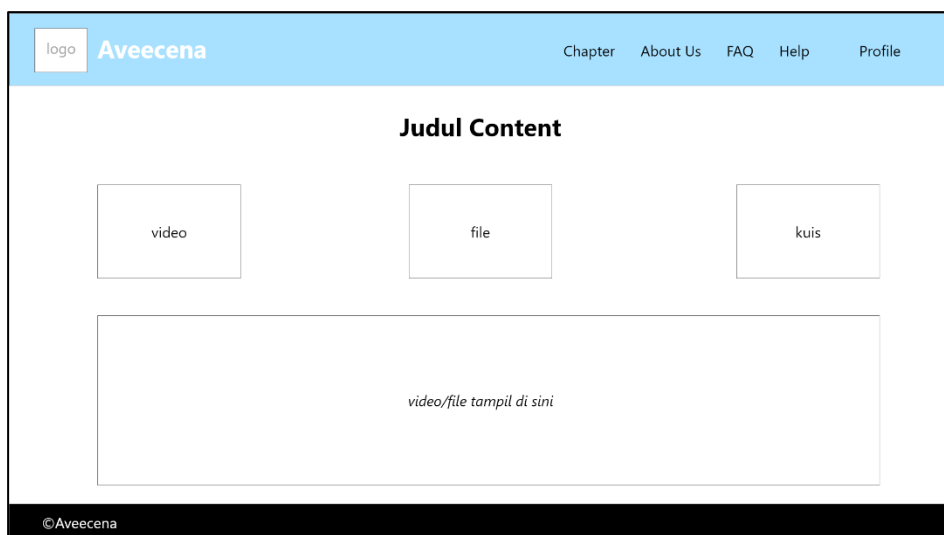 logo Aveecena Chapter About Us FAQ Help Profile
Judul Content
video file kuis
video/file tampil di sini
©Aveecena